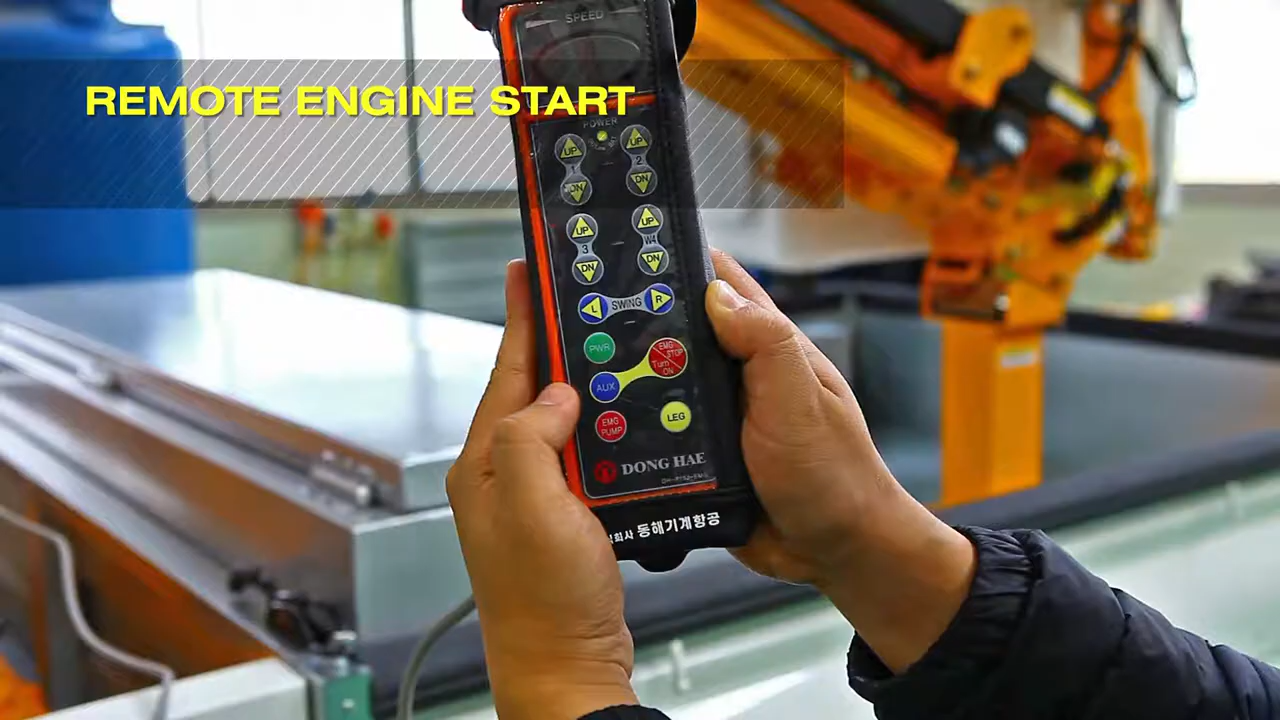 SPEED
REMOTE ENGINE START
POWER
UP UP
1 2
DN DN
UP UP
3 W4
DN DN
L SWING R
PWR
EMG STOP
Turn ON
AUX
EMG PUMP
LEG
DONG HAE
동해기계항공